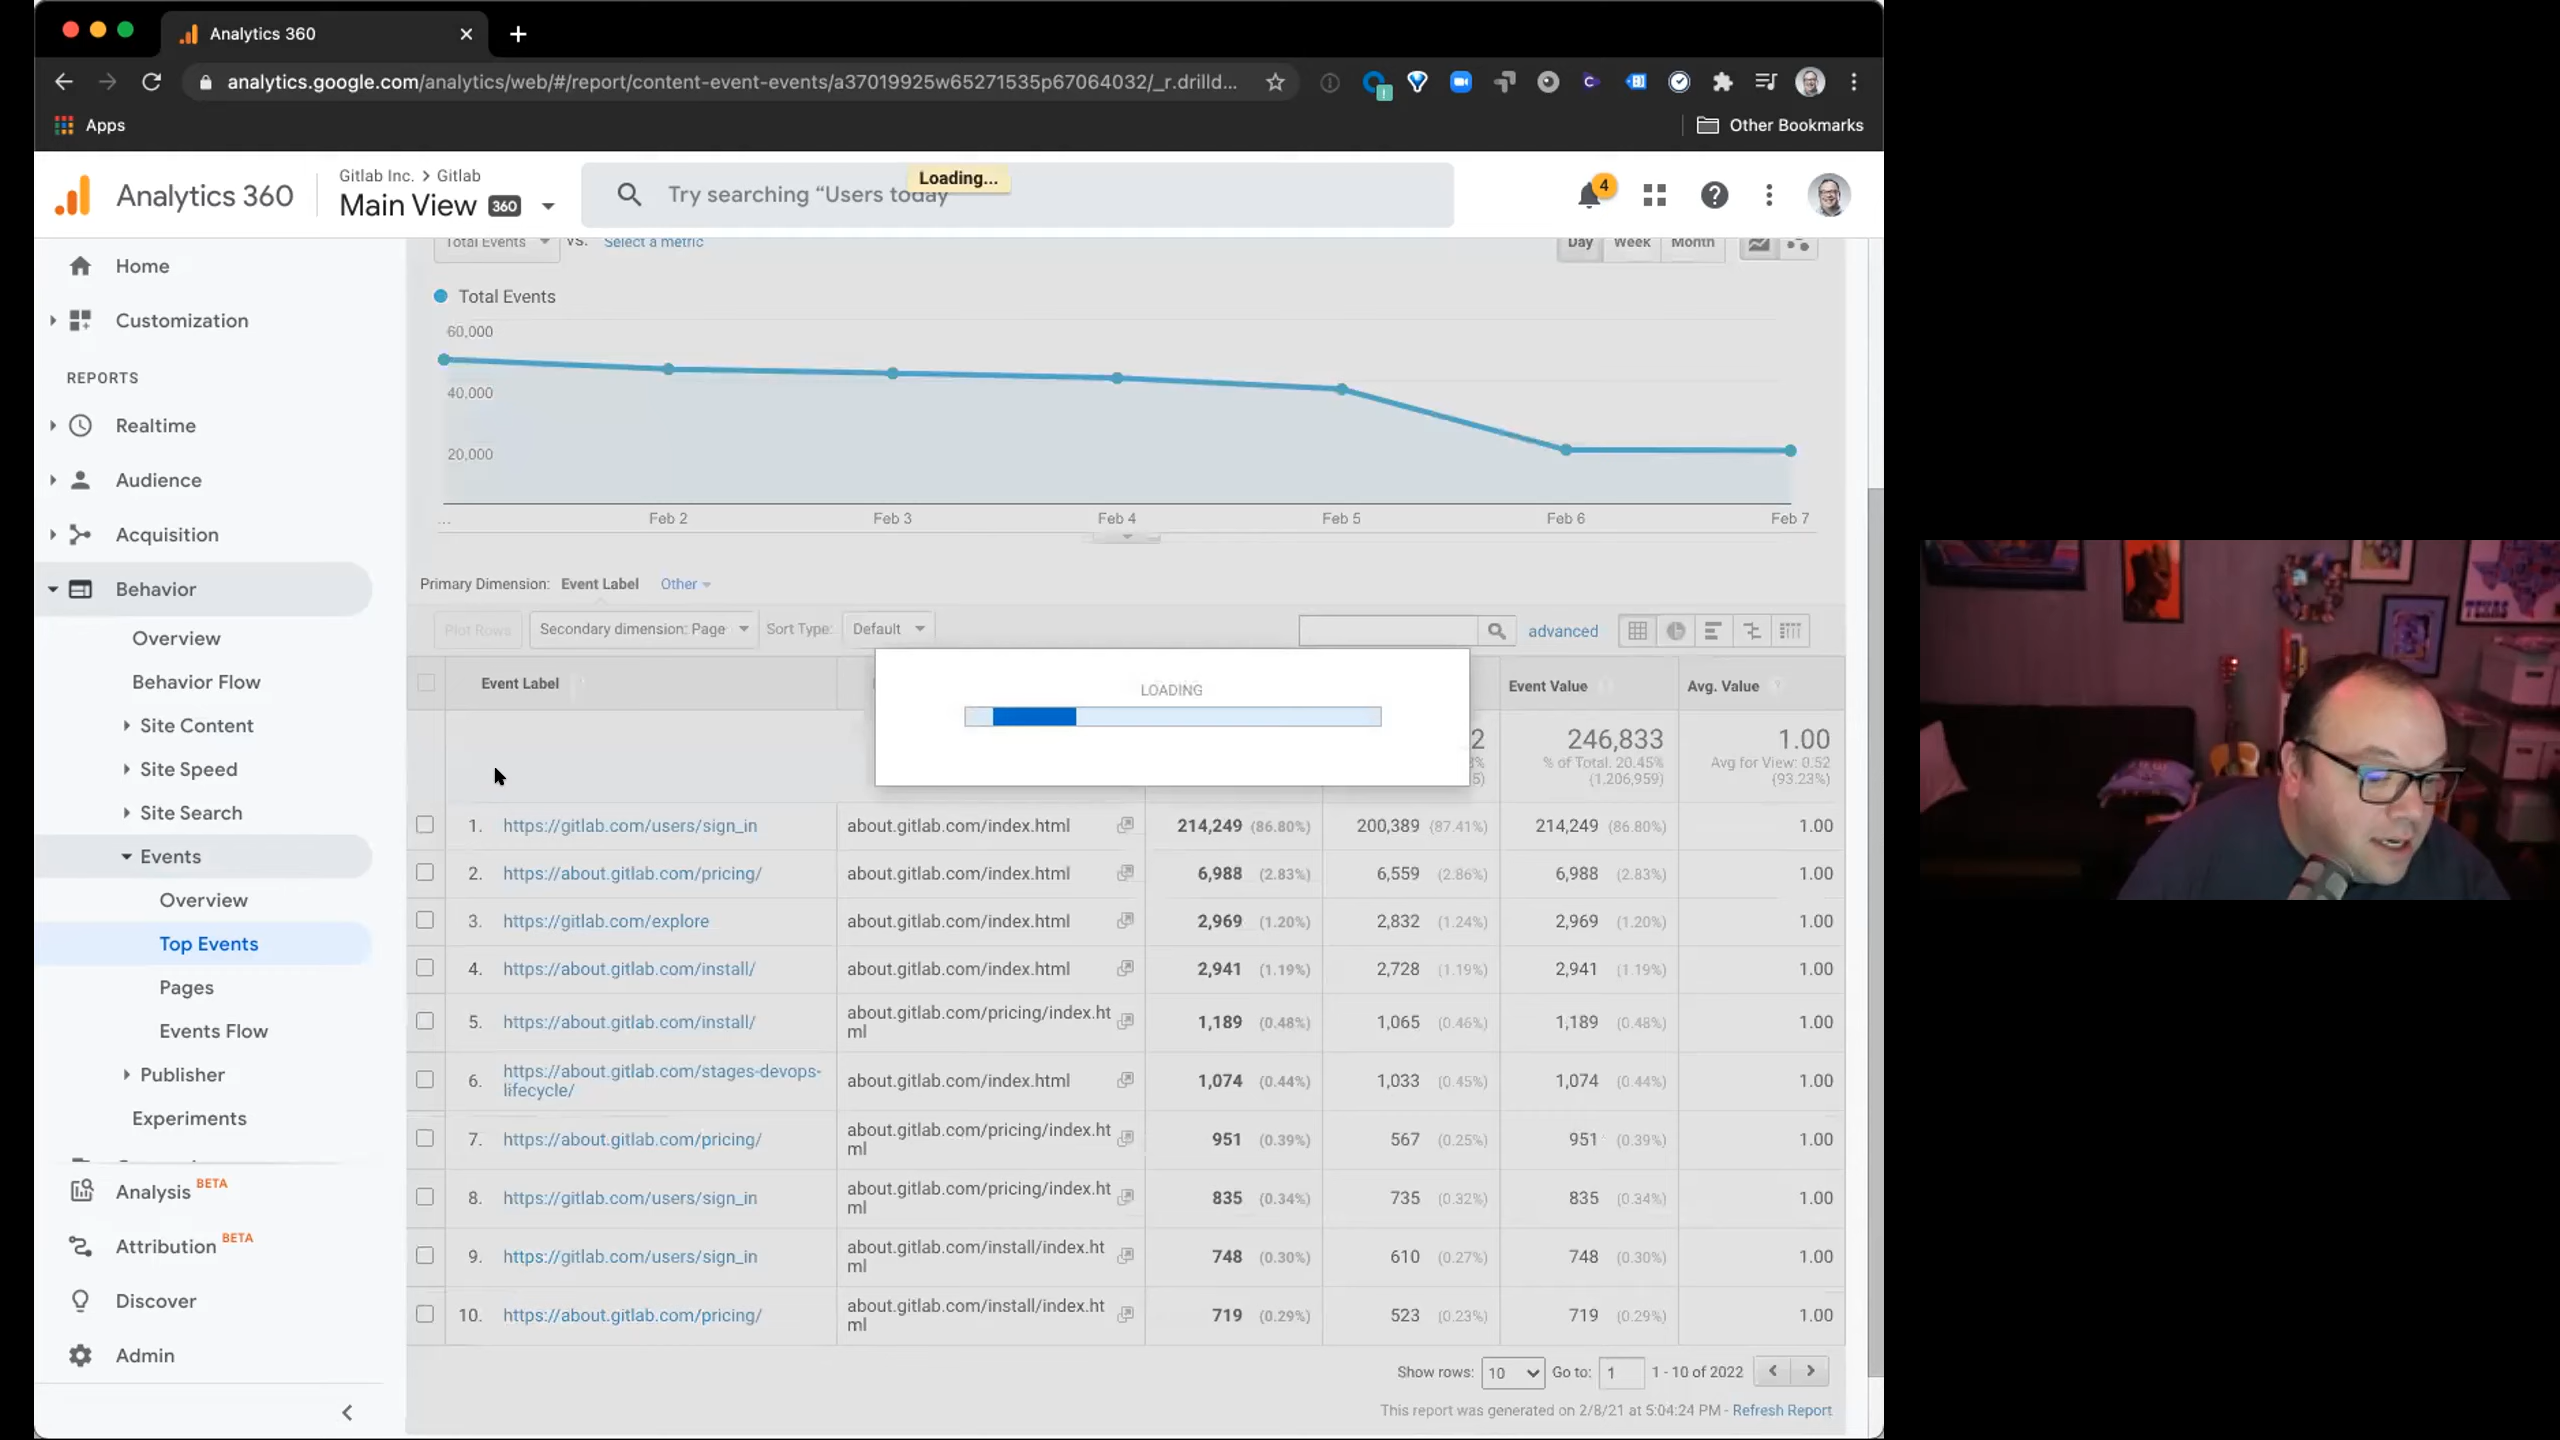 Analytics 360
analytics.google.com/analytics/web/#/report/content-event-events/a37019925w65271535p67064032/_r.drilld...
Apps
Other Bookmarks
Analytics 360
Gitlab Inc. > Gitlab
Main View 360
Try searching “Users today
Loading...
4
Home
Customization
REPORTS
Realtime
Audience
Acquisition
Behavior
Overview
Behavior Flow
Site Content
Site Speed
Site Search
Events
Overview
Top Events
Pages
Events Flow
Publisher
Experiments
Analysis BETA
Attribution BETA
Discover
Admin
Total Events vs. Select a metric
Day Week Month
Total Events
60,000
40,000
20,000
... Feb 2 Feb 3 Feb 4 Feb 5 Feb 6 Feb 7
Primary Dimension: Event Label Other
Plot Rows Secondary dimension: Page Sort Type: Default advanced
Event Label Event Value Avg. Value
LOADING
2 246,833 1.00
% of Total: 20.45% Avg for View: 0.52
5) (1,206,959) (93.23%)
1. https://gitlab.com/users/sign_in about.gitlab.com/index.html 214,249 (86.80%) 200,389 (87.41%) 214,249 (86.80%) 1.00
2. https://about.gitlab.com/pricing/ about.gitlab.com/index.html 6,988 (2.83%) 6,559 (2.86%) 6,988 (2.83%) 1.00
3. https://gitlab.com/explore about.gitlab.com/index.html 2,969 (1.20%) 2,832 (1.24%) 2,969 (1.20%) 1.00
4. https://about.gitlab.com/install/ about.gitlab.com/index.html 2,941 (1.19%) 2,728 (1.19%) 2,941 (1.19%) 1.00
5. https://about.gitlab.com/install/ about.gitlab.com/pricing/index.ht
ml 1,189 (0.48%) 1,065 (0.46%) 1,189 (0.48%) 1.00
6. https://about.gitlab.com/stages-devops-
lifecycle/ about.gitlab.com/index.html 1,074 (0.44%) 1,033 (0.45%) 1,074 (0.44%) 1.00
7. https://about.gitlab.com/pricing/ about.gitlab.com/pricing/index.ht
ml 951 (0.39%) 567 (0.25%) 951 (0.39%) 1.00
8. https://gitlab.com/users/sign_in about.gitlab.com/pricing/index.ht
ml 835 (0.34%) 735 (0.32%) 835 (0.34%) 1.00
9. https://gitlab.com/users/sign_in about.gitlab.com/install/index.ht
ml 748 (0.30%) 610 (0.27%) 748 (0.30%) 1.00
10. https://about.gitlab.com/pricing/ about.gitlab.com/install/index.ht
ml 719 (0.29%) 523 (0.23%) 719 (0.29%) 1.00
Show rows: 10 Go to: 1 1 - 10 of 2022
This report was generated on 2/8/21 at 5:04:24 PM - Refresh Report
TEXAS